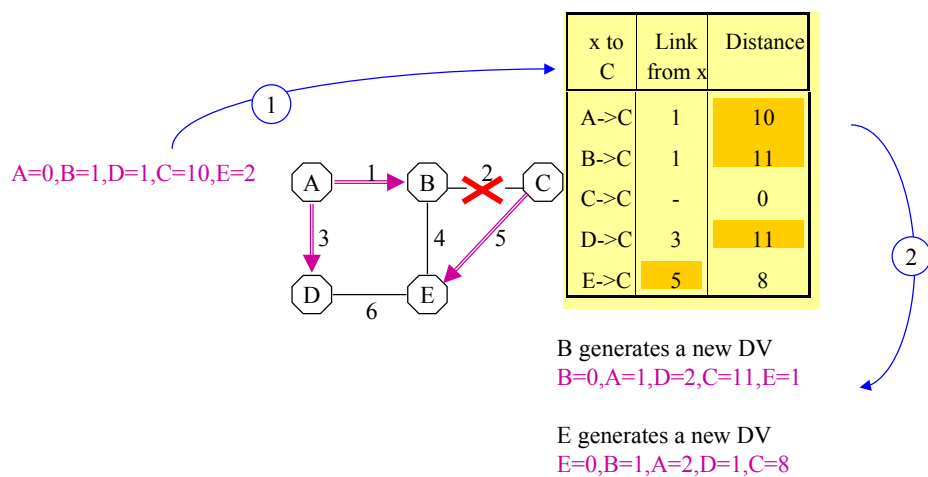 1
A=0,B=1,D=1,C=10,E=2
A 1 B 2 C
3 4 5
D 6 E
x to C Link from x Distance
A->C 1 10
B->C 1 11
C->C - 0
D->C 3 11
E->C 5 8
2
B generates a new DV
B=0,A=1,D=2,C=11,E=1
E generates a new DV
E=0,B=1,A=2,D=1,C=8